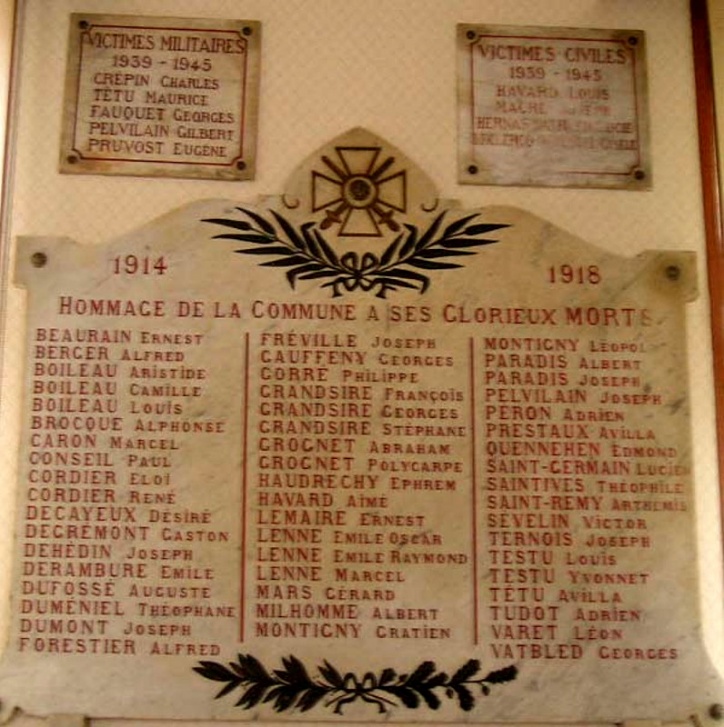 VICTIMES MILITAIRES
1939 - 1945
CRÉPIN CHARLES
TÊTU MAURICE
FAUQUET GEORGES
PELVILAIN GILBERT
PRUVOST EUGÈNE
VICTIMES CIVILES
1939 - 1945
HAVARD LOUIS
1914
1918
HOMMAGE DE LA COMMUNE A SES GLORIEUX MORTS
BEAURAIN ERNEST
BERGER ALFRED
BOILEAU ARISTIDE
BOILEAU CAMILLE
BOILEAU LOUIS
BROCQUE ALPHONSE
CARON MARCEL
CONSEIL PAUL
CORDIER ELOI
CORDIER RENÉ
DECAYEUX DÉSIRÉ
DECRÉMONT GASTON
DEHÉDIN JOSEPH
DERAMBURE EMILE
DUFOSSÉ AUGUSTE
DUMÉNIEL THÉOPHANE
DUMONT JOSEPH
FORESTIER ALFRED
FRÉVILLE JOSEPH
GAUFFENY GEORGES
GORRÉ PHILIPPE
GRANDSIRE FRANÇOIS
GRANDSIRE GEORGES
GRANDSIRE STÉPHANE
GROGNET ABRAHAM
GROGNET POLYCARPE
HAUDRECHY EPHREM
HAVARD AIMÉ
LEMAIRE ERNEST
LENNE EMILE OSCAR
LENNE EMILE RAYMOND
LENNE MARCEL
MARS GÉRARD
MILHOMME ALBERT
MONTIGNY GRATIEN
MONTIGNY LÉOPOL
PARADIS ALBERT
PARADIS JOSEPH
PELVILAIN JOSEPH
PÉRON ADRIEN
PRESTAUX AVILLA
QUENNEHEN EDMOND
SAINT-GERMAIN LUCIEN
SAINTIVES THÉOPHILE
SAINT-REMY ARTHEMIS
SÉVELIN VICTOR
TERNOIS JOSEPH
TESTU LOUIS
TESTU YVONNET
TÊTU AVILLA
TUDOT ADRIEN
VARET LÉON
VATBLED GEORGES